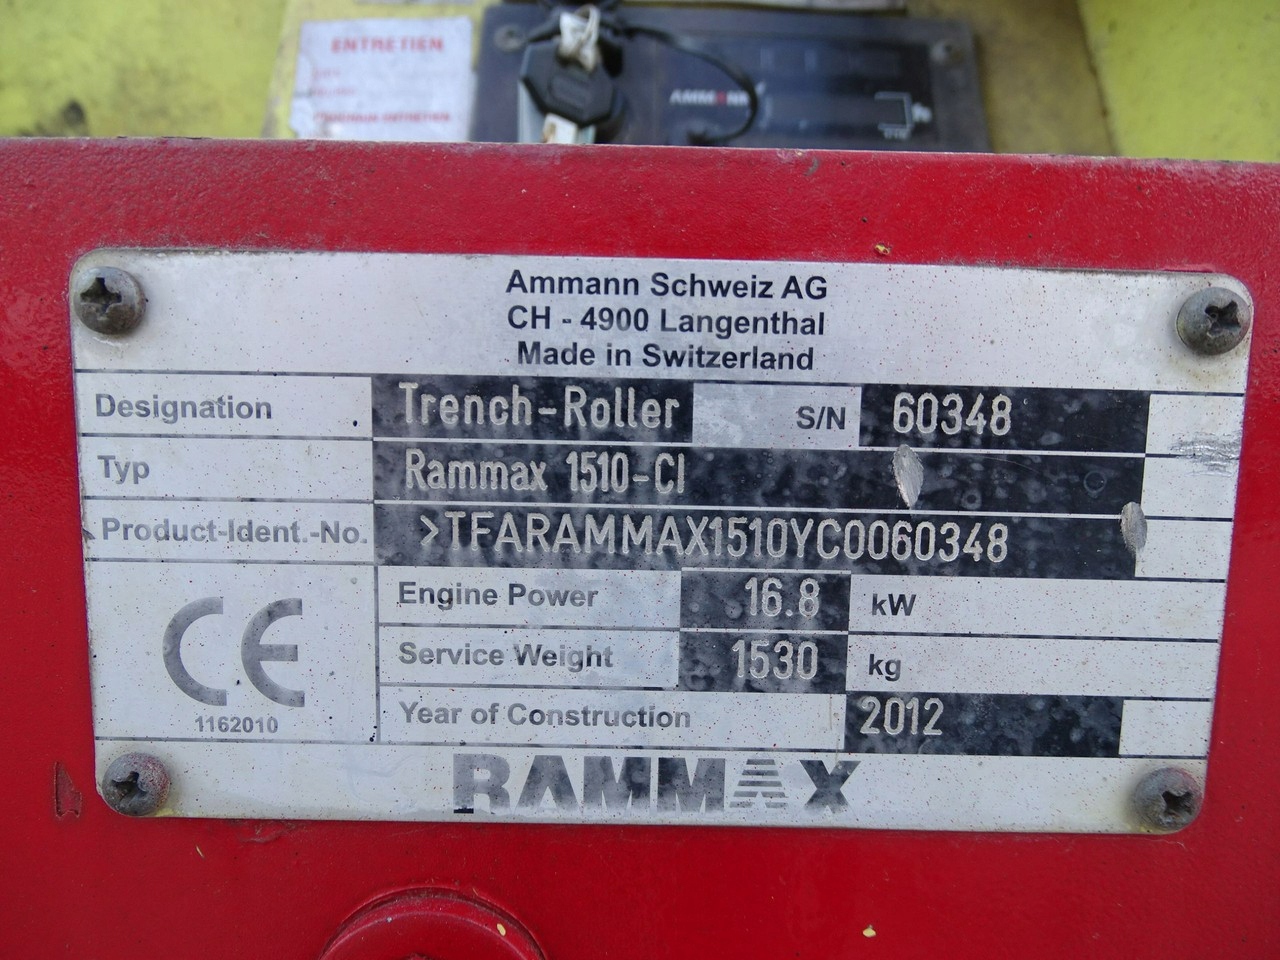 ENTRETIEN
AMMANN
Ammann Schweiz AG
CH - 4900 Langenthal
Made in Switzerland
Designation Trench-Roller S/N 60348
Typ Rammax 1510-CI
Product-Ident.-No. >TFARAMMAX1510YC0060348
Engine Power 16.8 kW
Service Weight 1530 kg
Year of Construction 2012
CE
1162010
RAMMAX